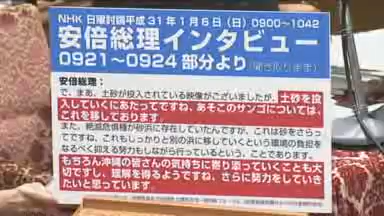 NHK 日曜討論平成31年1月6日（日）0900～1042
安倍総理インタビュー
0921～0924 部分より（聞き取りまま）
安倍総理：
で、まあ、土砂が投入されている映像がございましたが、土砂を投
入していくにあたってですね、あそこのサンゴについては、
これを移しております。
また、絶滅危惧種が砂浜に存在していたんですが、これは砂をさらっ
てですね、これもしっかりと別の浜に移していくという環境の負担を
なるべく抑える努力もしながら行っているという、ことであります。
もちろん沖縄の皆さんの気持ちに寄り添っていくことも大
切ですし、理解を得るようですね、さらに努力をしていき
たいと思っています。